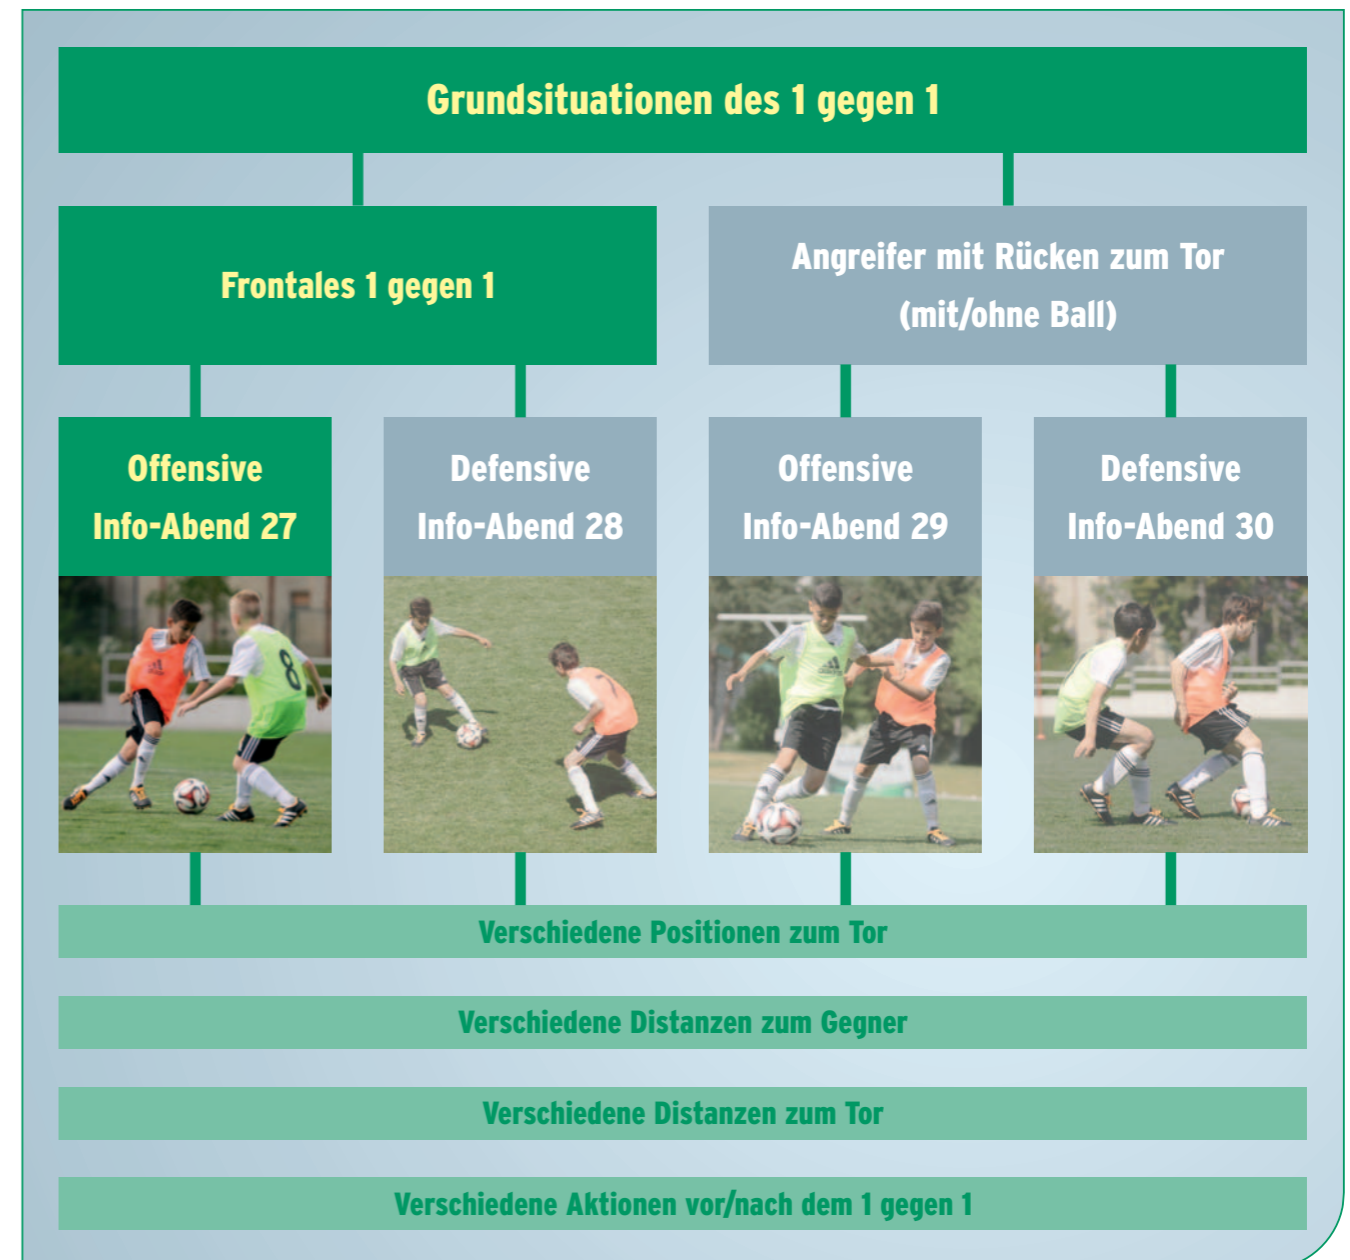 Grundsituationen des 1 gegen 1
Frontales 1 gegen 1
Angreifer mit Rücken zum Tor
(mit/ohne Ball)
Offensive
Info-Abend 27
Defensive
Info-Abend 28
Offensive
Info-Abend 29
Defensive
Info-Abend 30
8
Verschiedene Positionen zum Tor
Verschiedene Distanzen zum Gegner
Verschiedene Distanzen zum Tor
Verschiedene Aktionen vor/nach dem 1 gegen 1